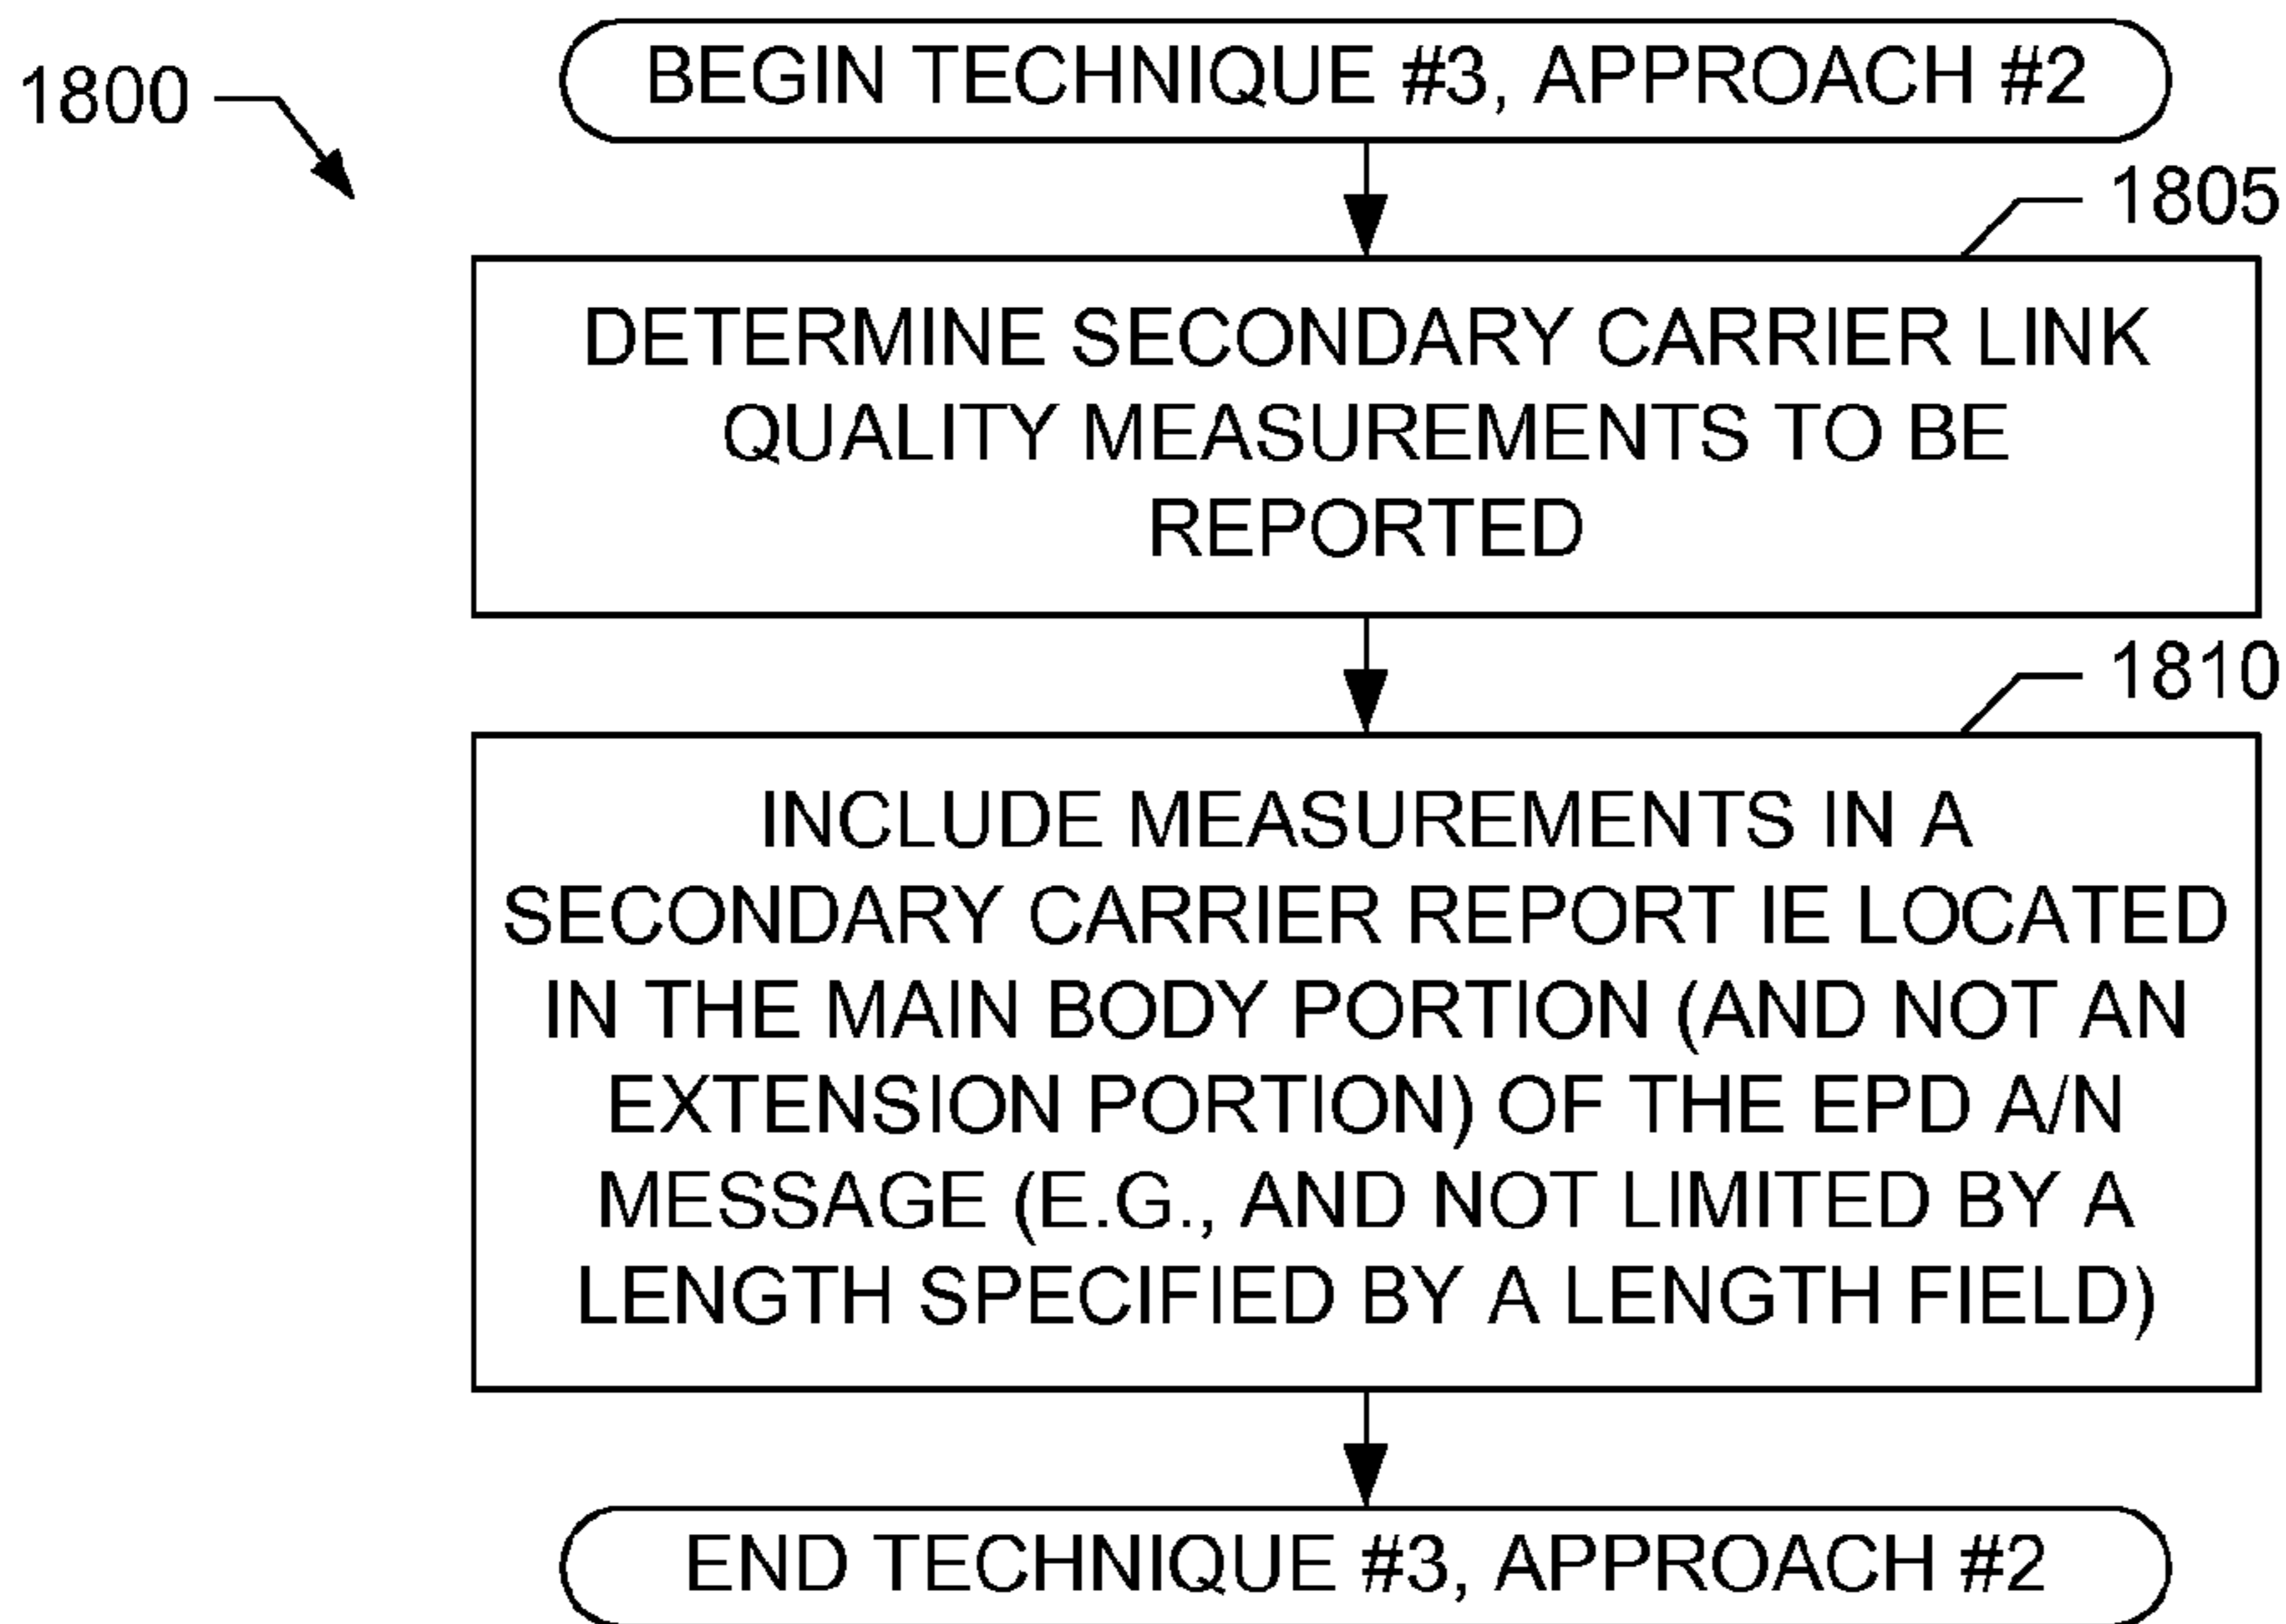 1800
BEGIN TECHNIQUE #3, APPROACH #2
1805
DETERMINE SECONDARY CARRIER LINK
QUALITY MEASUREMENTS TO BE
REPORTED
1810
INCLUDE MEASUREMENTS IN A
SECONDARY CARRIER REPORT IE LOCATED
IN THE MAIN BODY PORTION (AND NOT AN
EXTENSION PORTION) OF THE EPD A/N
MESSAGE (E.G., AND NOT LIMITED BY A
LENGTH SPECIFIED BY A LENGTH FIELD)
END TECHNIQUE #3, APPROACH #2